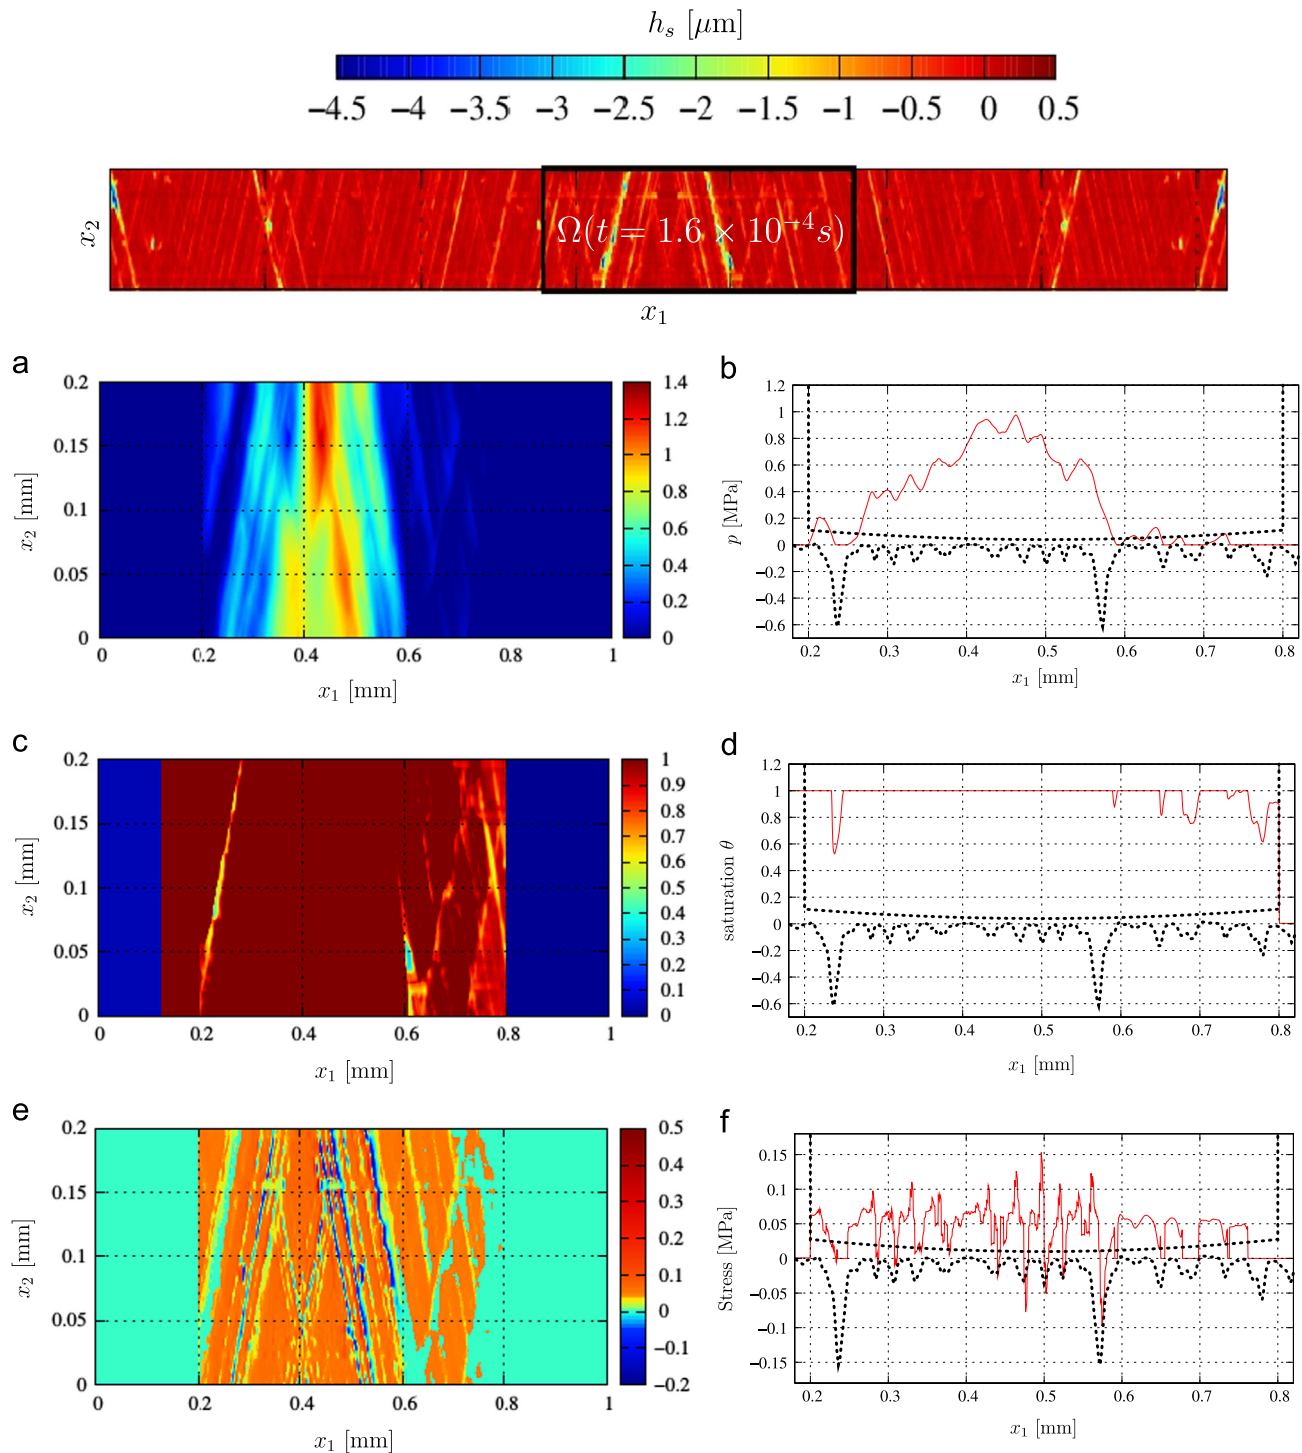 h_s [μm]
−4.5 −4 −3.5 −3 −2.5 −2 −1.5 −1 −0.5 0 0.5
x_2
Ω(t = 1.6 × 10^{−4}s)
x_1
a
0.2
0.15
0.1
0.05
0
x_2 [mm]
0 0.2 0.4 0.6 0.8 1
x_1 [mm]
1.4
1.2
1
0.8
0.6
0.4
0.2
0
b
1.2
1
0.8
0.6
0.4
0.2
0
−0.2
−0.4
−0.6
p [MPa]
0.2 0.3 0.4 0.5 0.6 0.7 0.8
x_1 [mm]
c
0.2
0.15
0.1
0.05
0
x_2 [mm]
0 0.2 0.4 0.6 0.8 1
x_1 [mm]
1
0.9
0.8
0.7
0.6
0.5
0.4
0.3
0.2
0.1
0
d
1.2
1
0.8
0.6
0.4
0.2
0
−0.2
−0.4
−0.6
saturation θ
0.2 0.3 0.4 0.5 0.6 0.7 0.8
x_1 [mm]
e
0.2
0.15
0.1
0.05
0
x_2 [mm]
0 0.2 0.4 0.6 0.8 1
x_1 [mm]
0.5
0.4
0.3
0.2
0.1
0
−0.1
−0.2
f
0.15
0.1
0.05
0
−0.05
−0.1
−0.15
Stress [MPa]
0.2 0.3 0.4 0.5 0.6 0.7 0.8
x_1 [mm]